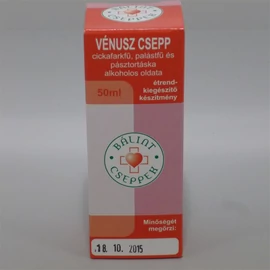 VÉNUSZ CSEPP
cickafarkfű, palástfű és
pásztortáska
alkoholos oldata
50ml
étrend-
kiegészítő
készítmény
BÁLINT
CSEPPEK
Minőségét
megőrzi:
18. 10. 2015